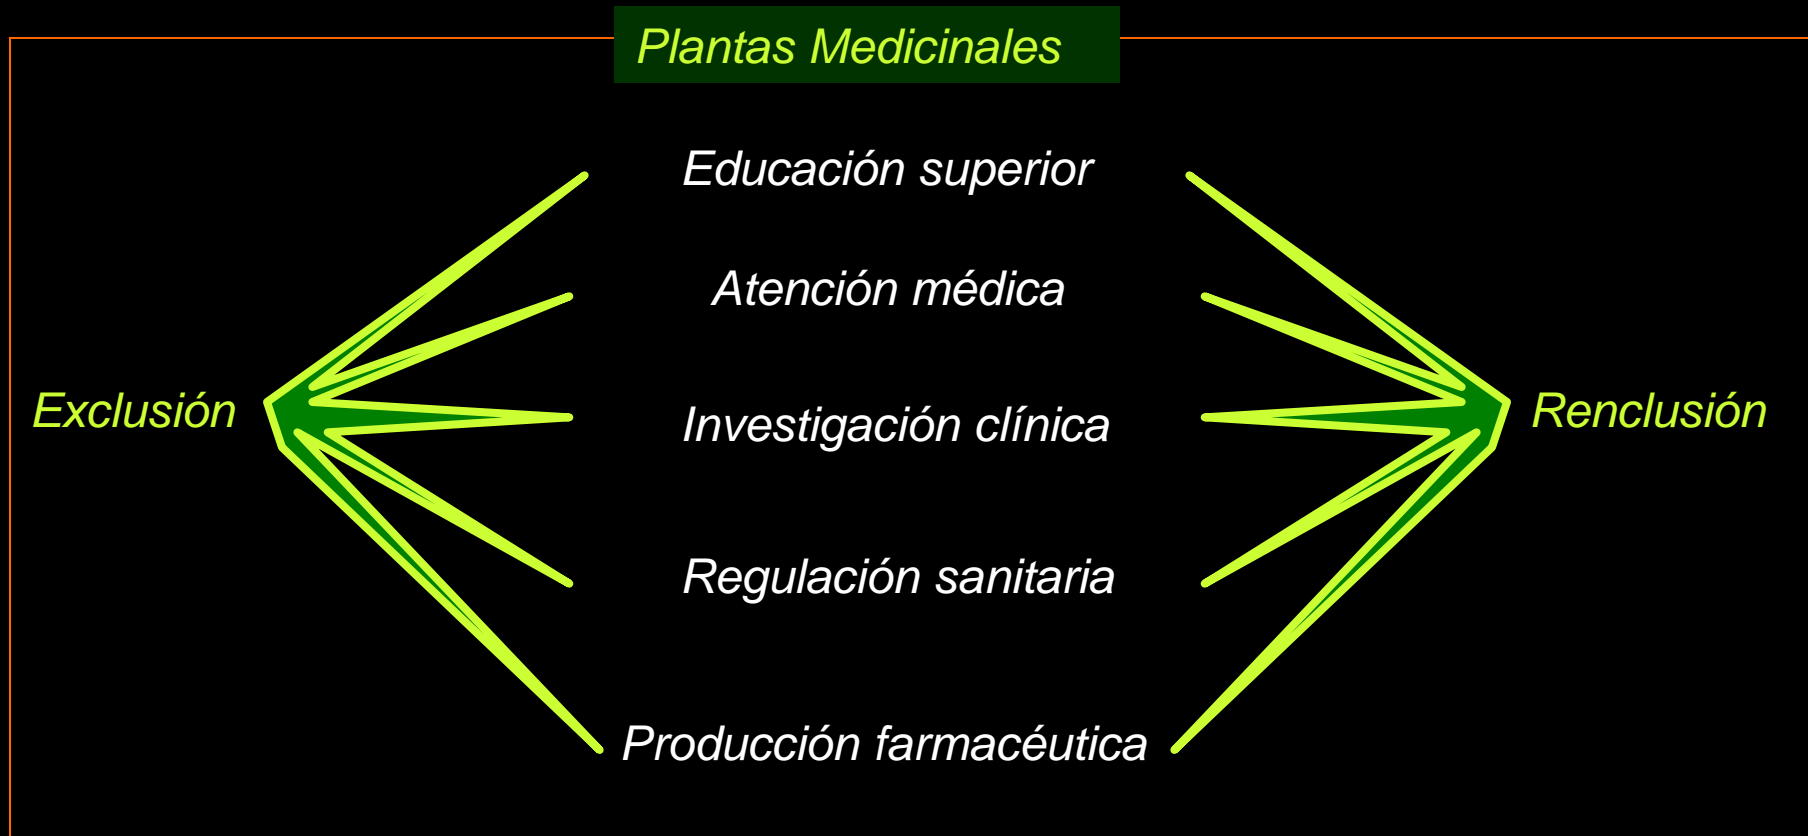 Plantas Medicinales
Educación superior
Atención médica
Exclusión
Investigación clínica
Renclusión
Regulación sanitaria
Producción farmacéutica